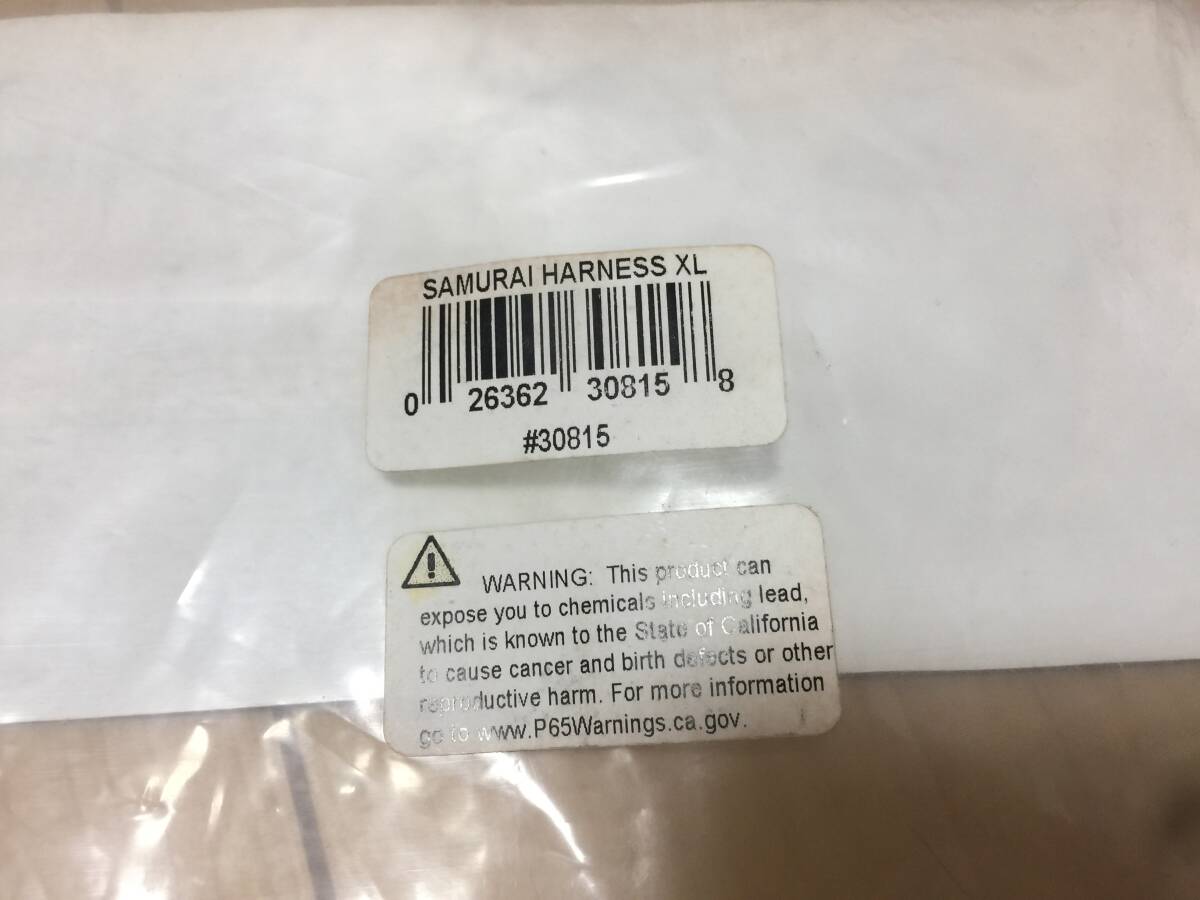 SAMURAI HARNESS XL
0 26362 30815 8
#30815
WARNING: This product can
expose you to chemicals including lead,
which is known to the State of California
to cause cancer and birth defects or other
reproductive harm. For more information
go to www.P65Warnings.ca.gov.